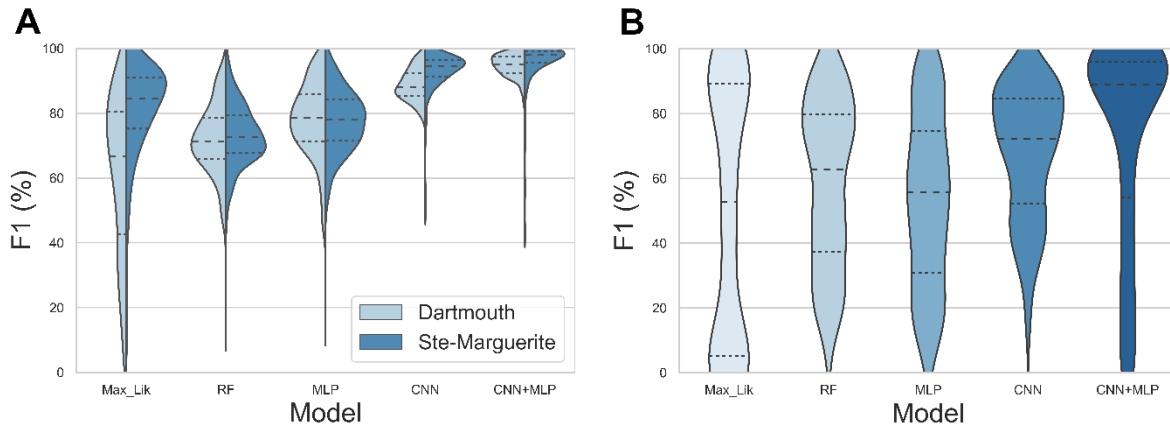 A
100
80
60
40
20
0
F1 (%)
Dartmouth
Ste-Marguerite
Max_Lik RF MLP CNN CNN+MLP
Model
B
100
80
60
40
20
0
F1 (%)
Max_Lik RF MLP CNN CNN+MLP
Model